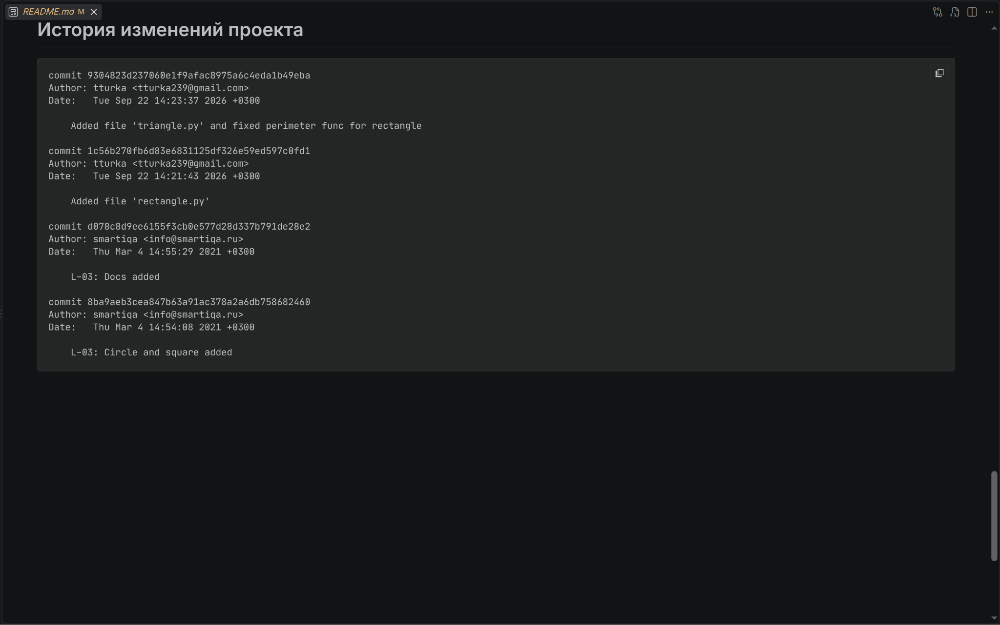 README.md M
История изменений проекта
commit 9304823d237060e1f9afac8975a6c4eda1b49eba
Author: tturka <tturka239@gmail.com>
Date:   Tue Sep 22 14:23:37 2026 +0300
    Added file 'triangle.py' and fixed perimeter func for rectangle
commit 1c56b270fb6d83e6831125df326e59ed597c0fd1
Author: tturka <tturka239@gmail.com>
Date:   Tue Sep 22 14:21:43 2026 +0300
    Added file 'rectangle.py'
commit d078c8d9ee6155f3cb0e577d28d337b791de28e2
Author: smartiqa <info@smartiqa.ru>
Date:   Thu Mar 4 14:55:29 2021 +0300
    L-03: Docs added
commit 8ba9aeb3cea847b63a91ac378a2a6db758682460
Author: smartiqa <info@smartiqa.ru>
Date:   Thu Mar 4 14:54:08 2021 +0300
    L-03: Circle and square added